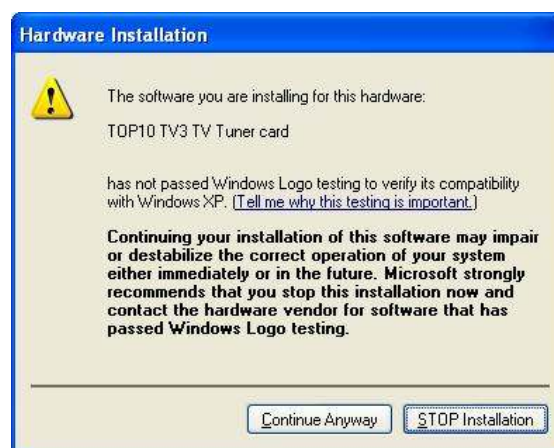 Hardware Installation
The software you are installing for this hardware:
TOP10 TV3 TV Tuner card
has not passed Windows Logo testing to verify its compatibility
with Windows XP. (Tell me why this testing is important.)
Continuing your installation of this software may impair
or destabilize the correct operation of your system
either immediately or in the future. Microsoft strongly
recommends that you stop this installation now and
contact the hardware vendor for software that has
passed Windows Logo testing.
Continue Anyway
STOP Installation